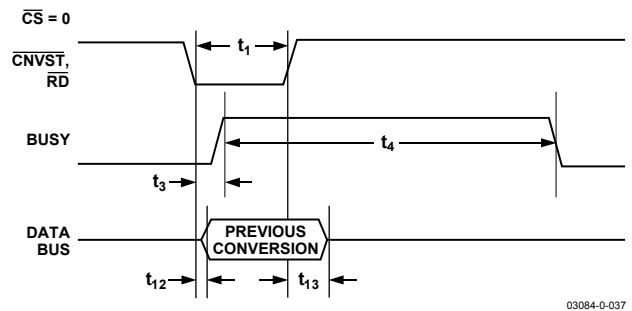 CS = 0
t1
CNVST,
RD
BUSY
t4
t3
DATA
BUS
PREVIOUS
CONVERSION
t12
t13
03084-0-037